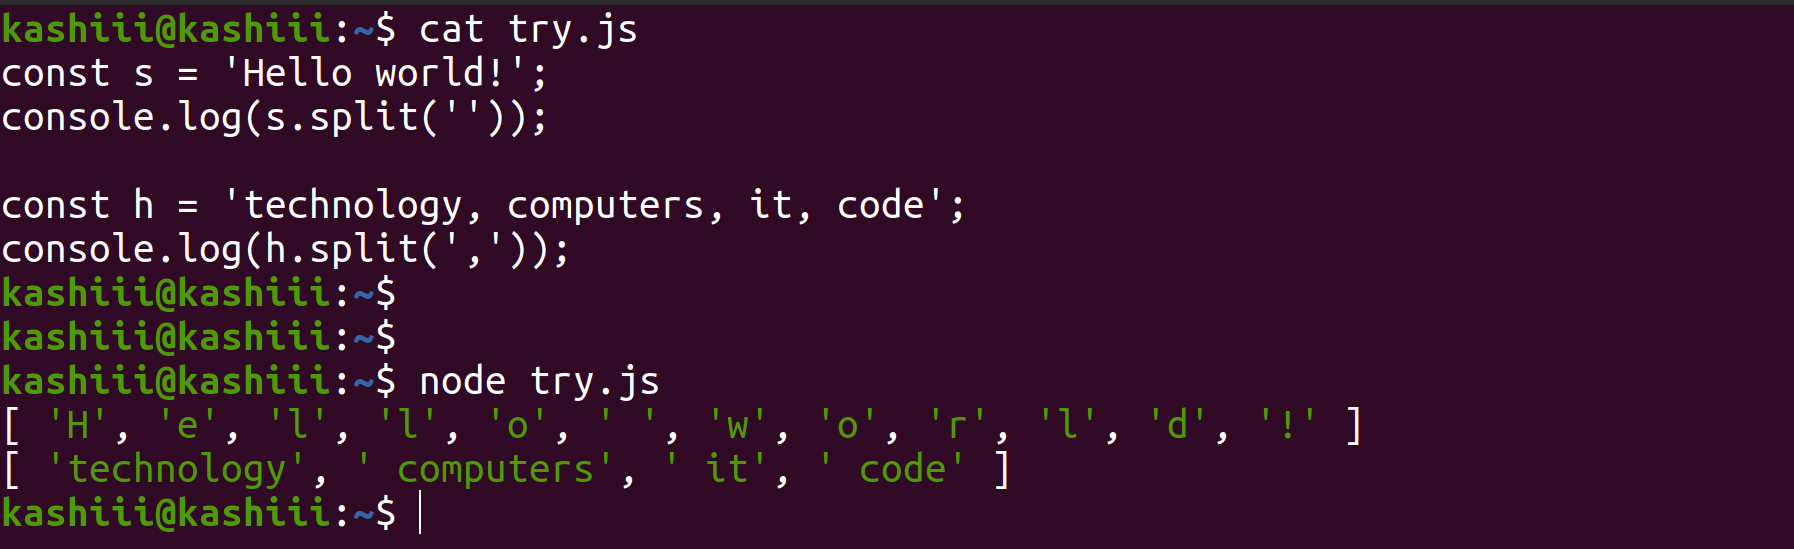 kashiii@kashiii:~$ cat try.js
const s = 'Hello world!';
console.log(s.split(''));
const h = 'technology, computers, it, code';
console.log(h.split(','));
kashiii@kashiii:~$
kashiii@kashiii:~$
kashiii@kashiii:~$ node try.js
[ 'H', 'e', 'l', 'l', 'o', ' ', 'w', 'o', 'r', 'l', 'd', '!' ]
[ 'technology', ' computers', ' it', ' code' ]
kashiii@kashiii:~$